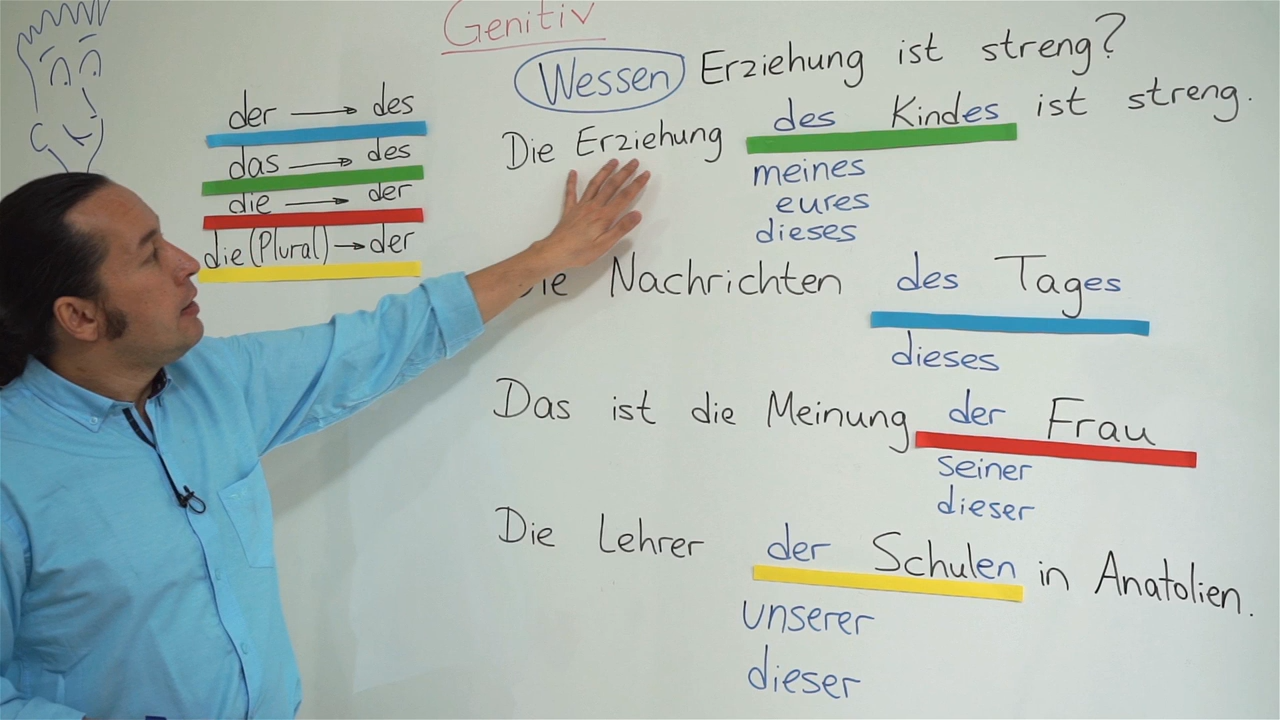 Genitiv
der → des
das → des
die → der
die (Plural) → der
Wessen Erziehung ist streng?
Die Erziehung des Kindes ist streng.
meines
eures
dieses
Nachrichten des Tages
dieses
Das ist die Meinung der Frau
seiner
dieser
Die Lehrer der Schulen in Anatolien.
unserer
dieser